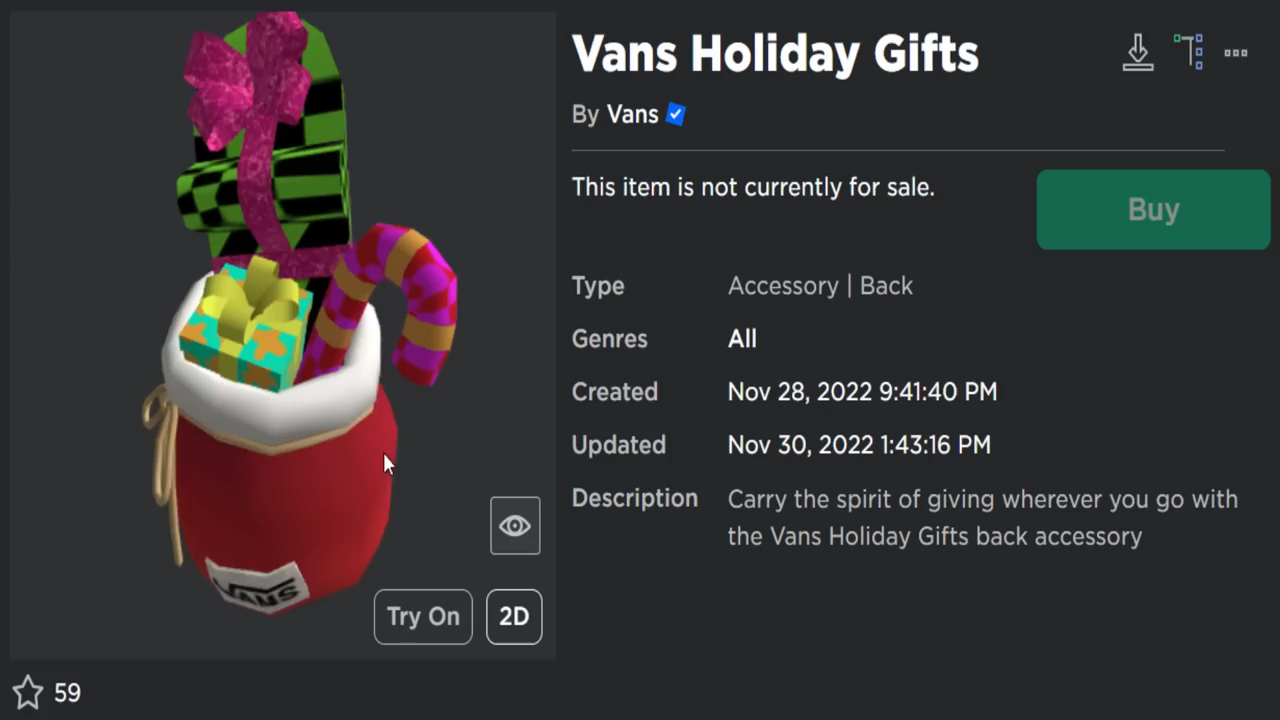 Vans Holiday Gifts
By Vans
This item is not currently for sale.
Buy
Type Accessory | Back
Genres All
Created Nov 28, 2022 9:41:40 PM
Updated Nov 30, 2022 1:43:16 PM
Description Carry the spirit of giving wherever you go with
the Vans Holiday Gifts back accessory
VANS
Try On
2D
59